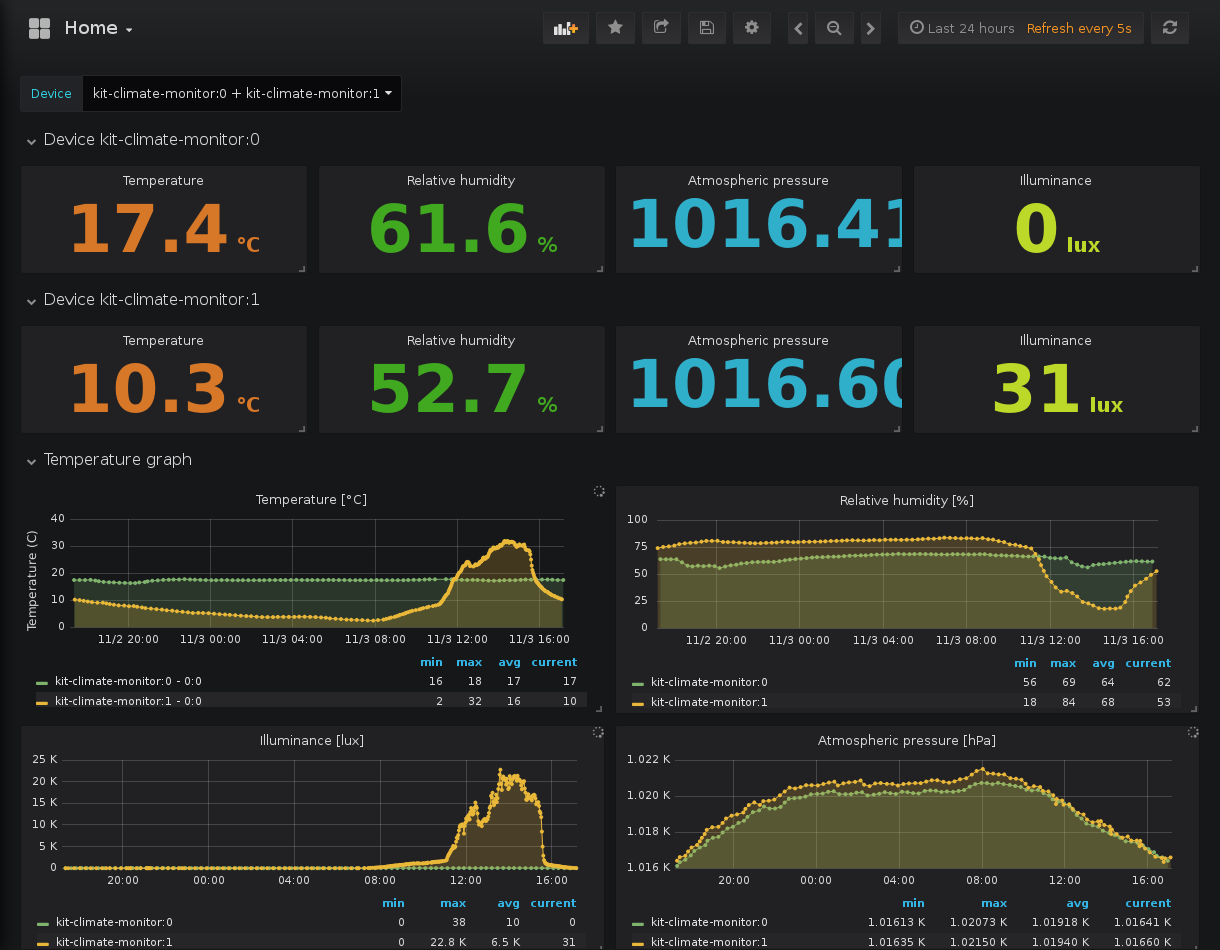 Home
Last 24 hours Refresh every 5s
Device kit-climate-monitor:0 + kit-climate-monitor:1
Device kit-climate-monitor:0
Temperature Relative humidity Atmospheric pressure Illuminance
17.4 °C 61.6 % 1016.41 0 lux
Device kit-climate-monitor:1
Temperature Relative humidity Atmospheric pressure Illuminance
10.3 °C 52.7 % 1016.60 31 lux
Temperature graph
Temperature [°C]
Temperature (C)
40
30
20
10
0
11/2 20:00 11/3 00:00 11/3 04:00 11/3 08:00 11/3 12:00 11/3 16:00
min max avg current
kit-climate-monitor:0 - 0:0 16 18 17 17
kit-climate-monitor:1 - 0:0 2 32 16 10
Relative humidity [%]
100
75
50
25
0
11/2 20:00 11/3 00:00 11/3 04:00 11/3 08:00 11/3 12:00 11/3 16:00
min max avg current
kit-climate-monitor:0 56 69 64 62
kit-climate-monitor:1 18 84 68 53
Illuminance [lux]
25 K
20 K
15 K
10 K
5 K
0
20:00 00:00 04:00 08:00 12:00 16:00
min max avg current
kit-climate-monitor:0 0 38 10 0
kit-climate-monitor:1 0 22.8 K 6.5 K 31
Atmospheric pressure [hPa]
1.022 K
1.020 K
1.018 K
1.016 K
20:00 00:00 04:00 08:00 12:00 16:00
min max avg current
kit-climate-monitor:0 1.01613 K 1.02073 K 1.01918 K 1.01641 K
kit-climate-monitor:1 1.01635 K 1.02150 K 1.01940 K 1.01660 K